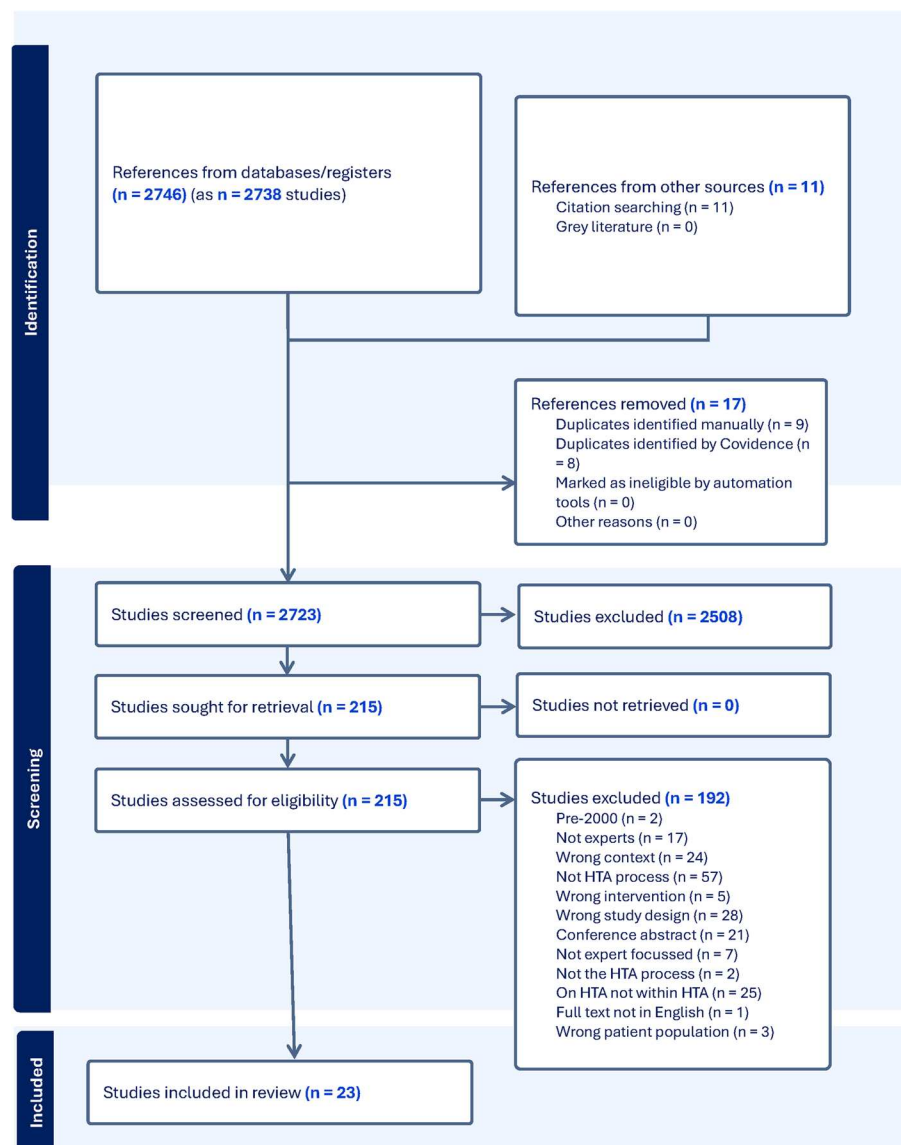 Identification
References from databases/registers
(n = 2746) (as n = 2738 studies)
References from other sources (n = 11)
Citation searching (n = 11)
Grey literature (n = 0)
References removed (n = 17)
Duplicates identified manually (n = 9)
Duplicates identified by Covidence (n
= 8)
Marked as ineligible by automation
tools (n = 0)
Other reasons (n = 0)
Screening
Studies screened (n = 2723)
Studies excluded (n = 2508)
Studies sought for retrieval (n = 215)
Studies not retrieved (n = 0)
Studies assessed for eligibility (n = 215)
Studies excluded (n = 192)
Pre-2000 (n = 2)
Not experts (n = 17)
Wrong context (n = 24)
Not HTA process (n = 57)
Wrong intervention (n = 5)
Wrong study design (n = 28)
Conference abstract (n = 21)
Not expert focussed (n = 7)
Not the HTA process (n = 2)
On HTA not within HTA (n = 25)
Full text not in English (n = 1)
Wrong patient population (n = 3)
Included
Studies included in review (n = 23)